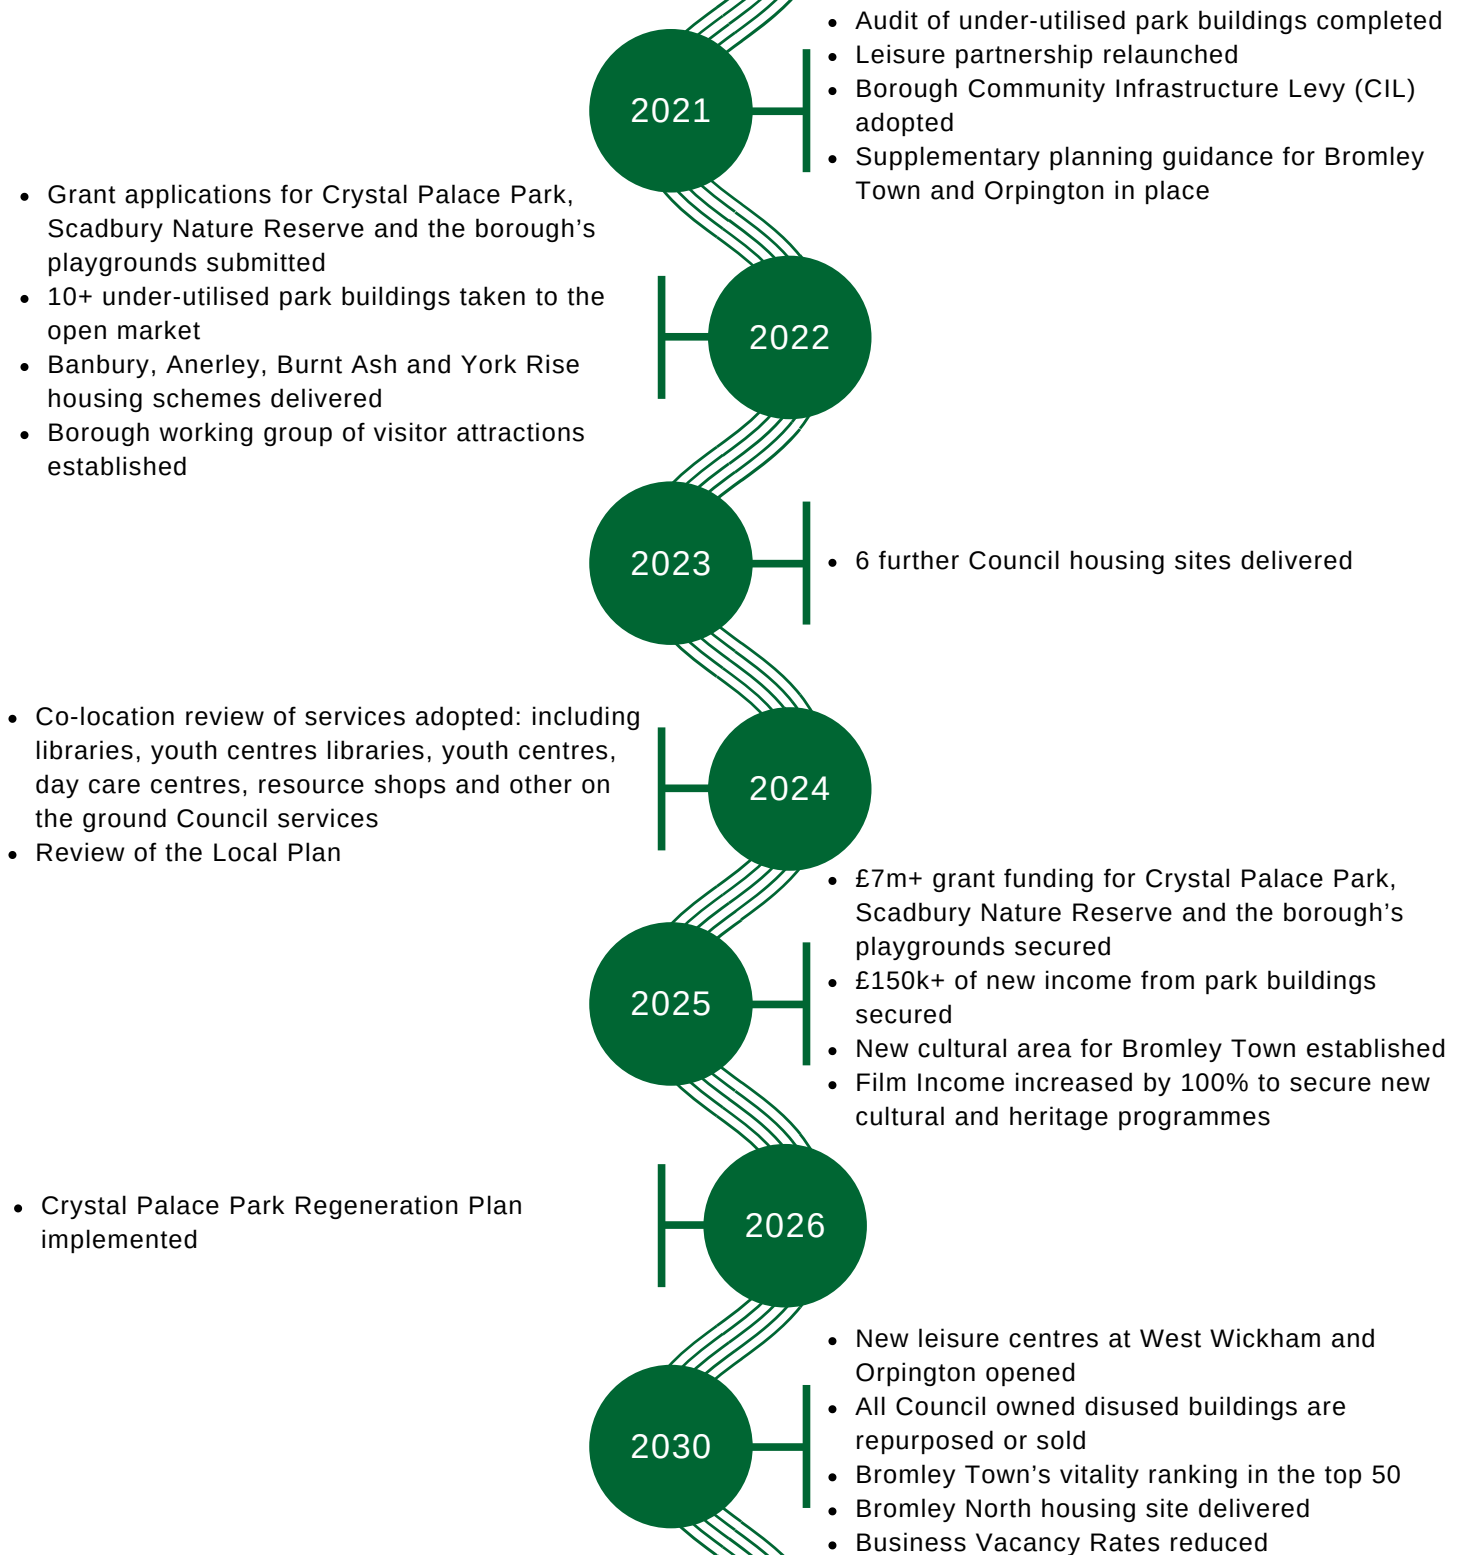 2021
Audit of under-utilised park buildings completed
Leisure partnership relaunched
Borough Community Infrastructure Levy (CIL)
adopted
Supplementary planning guidance for Bromley
Town and Orpington in place
2022
Grant applications for Crystal Palace Park,
Scadbury Nature Reserve and the borough’s
playgrounds submitted
10+ under-utilised park buildings taken to the
open market
Banbury, Anerley, Burnt Ash and York Rise
housing schemes delivered
Borough working group of visitor attractions
established
2023
6 further Council housing sites delivered
2024
Co-location review of services adopted: including
libraries, youth centres libraries, youth centres,
day care centres, resource shops and other on
the ground Council services
Review of the Local Plan
2025
£7m+ grant funding for Crystal Palace Park,
Scadbury Nature Reserve and the borough’s
playgrounds secured
£150k+ of new income from park buildings
secured
New cultural area for Bromley Town established
Film Income increased by 100% to secure new
cultural and heritage programmes
2026
Crystal Palace Park Regeneration Plan
implemented
2030
New leisure centres at West Wickham and
Orpington opened
All Council owned disused buildings are
repurposed or sold
Bromley Town’s vitality ranking in the top 50
Bromley North housing site delivered
Business Vacancy Rates reduced